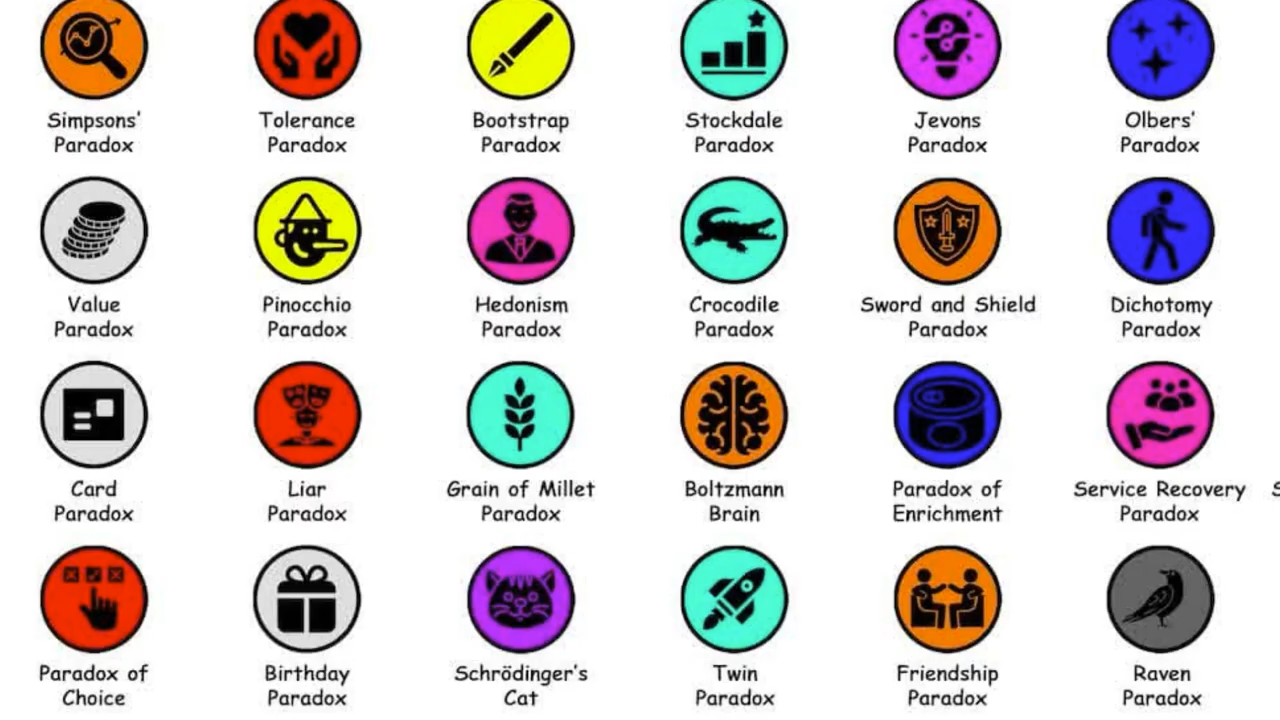 Simpsons'
Paradox
Tolerance
Paradox
Bootstrap
Paradox
Stockdale
Paradox
Jevons
Paradox
Olbers'
Paradox
Value
Paradox
Pinocchio
Paradox
Hedonism
Paradox
Crocodile
Paradox
Sword and Shield
Paradox
Dichotomy
Paradox
Card
Paradox
Liar
Paradox
Grain of Millet
Paradox
Boltzmann
Brain
Paradox of
Enrichment
Service Recovery
Paradox
Paradox of
Choice
Birthday
Paradox
Schrödinger's
Cat
Twin
Paradox
Friendship
Paradox
Raven
Paradox